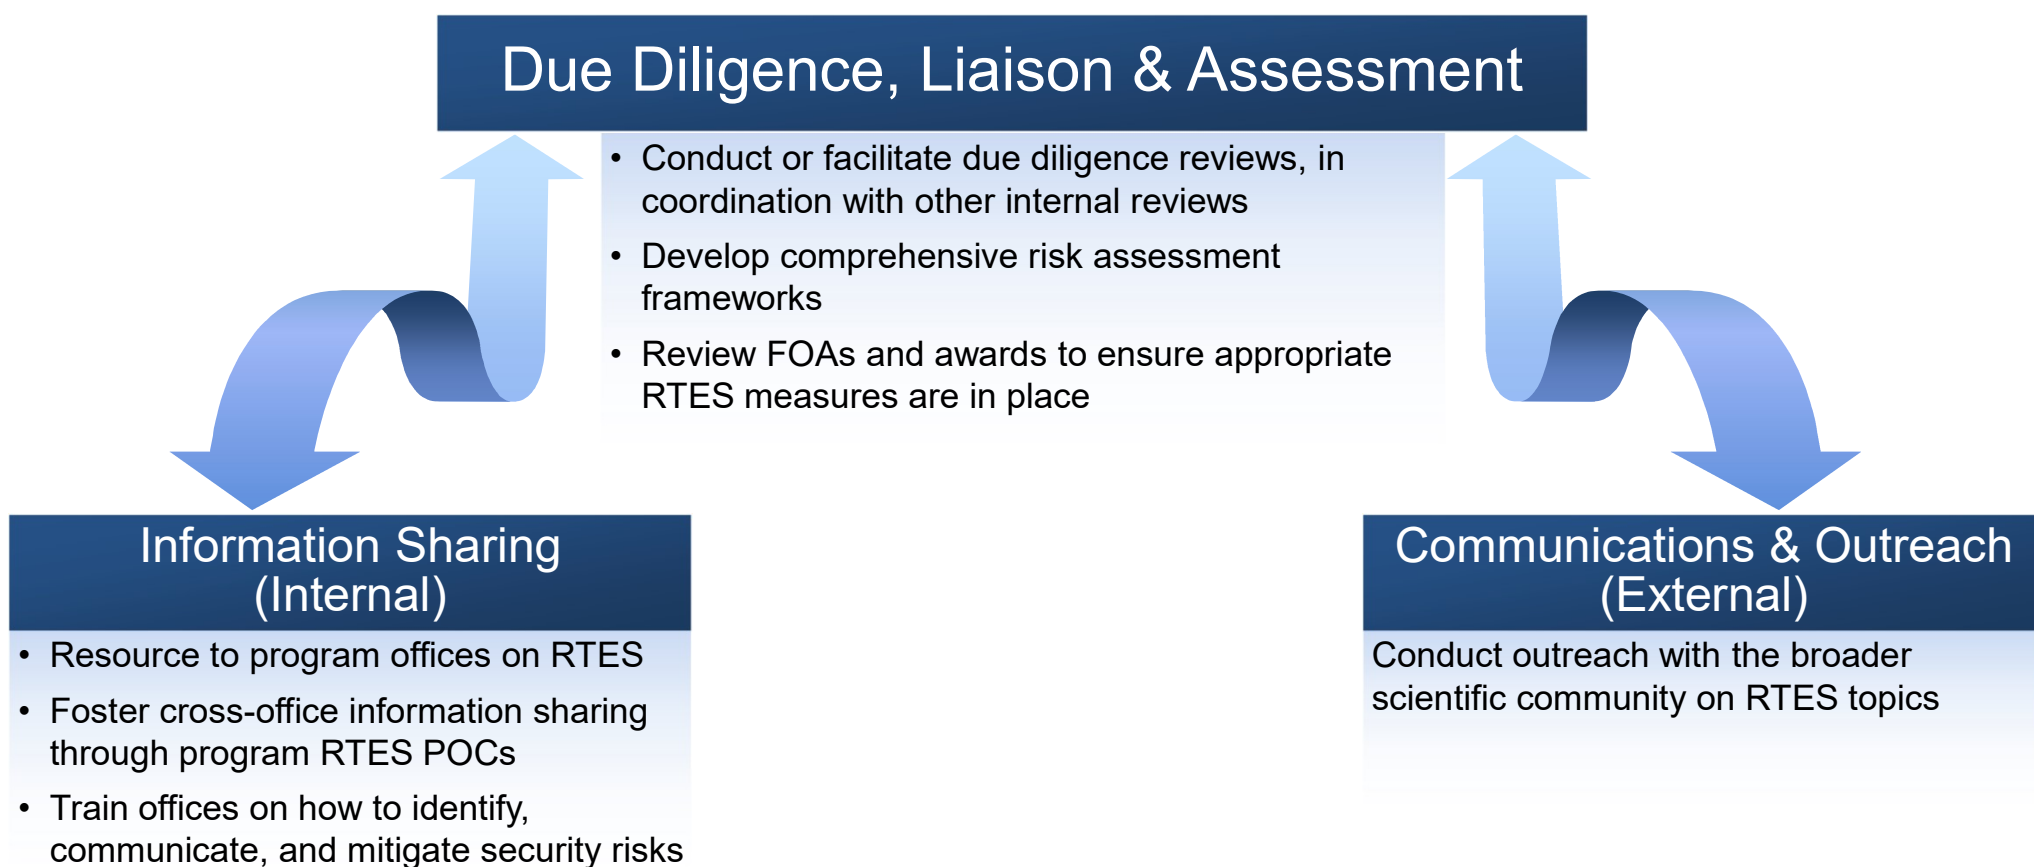 Due Diligence, Liaison & Assessment
• Conduct or facilitate due diligence reviews, in
coordination with other internal reviews
• Develop comprehensive risk assessment
frameworks
• Review FOAs and awards to ensure appropriate
RTES measures are in place
Information Sharing
(Internal)
• Resource to program offices on RTES
• Foster cross-office information sharing
through program RTES POCs
• Train offices on how to identify,
communicate, and mitigate security risks
Communications & Outreach
(External)
Conduct outreach with the broader
scientific community on RTES topics